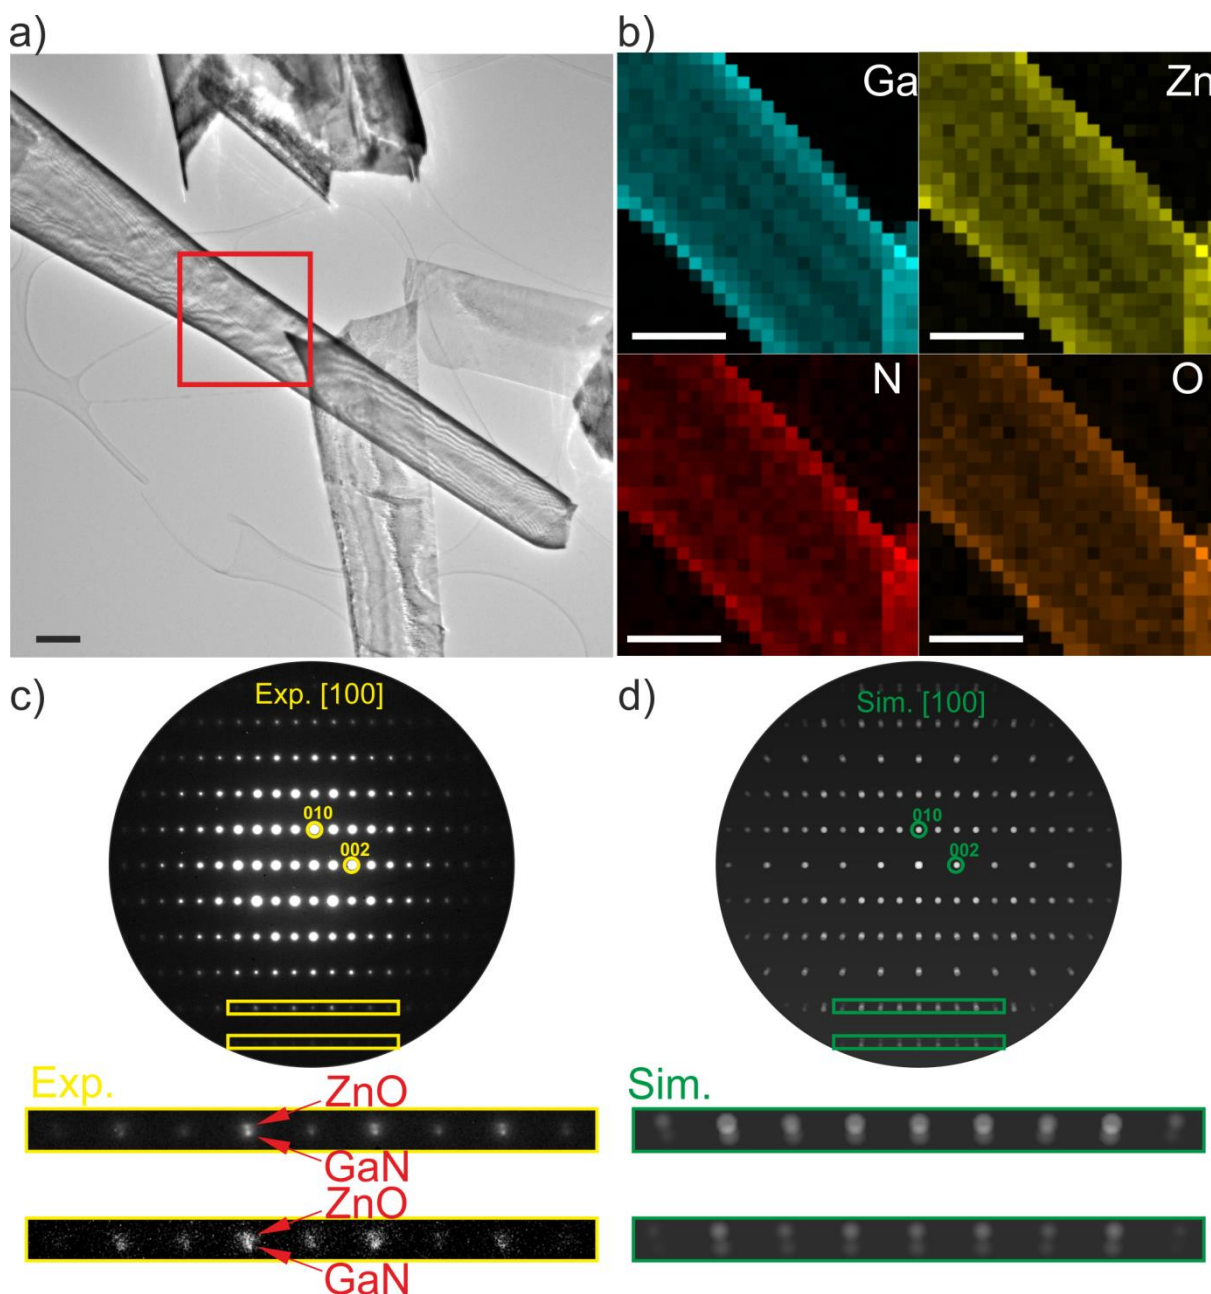 a)
b)
Ga
Zn
N
O
c)
Exp. [100]
010
002
d)
Sim. [100]
010
002
Exp.
ZnO
GaN
ZnO
GaN
Sim.